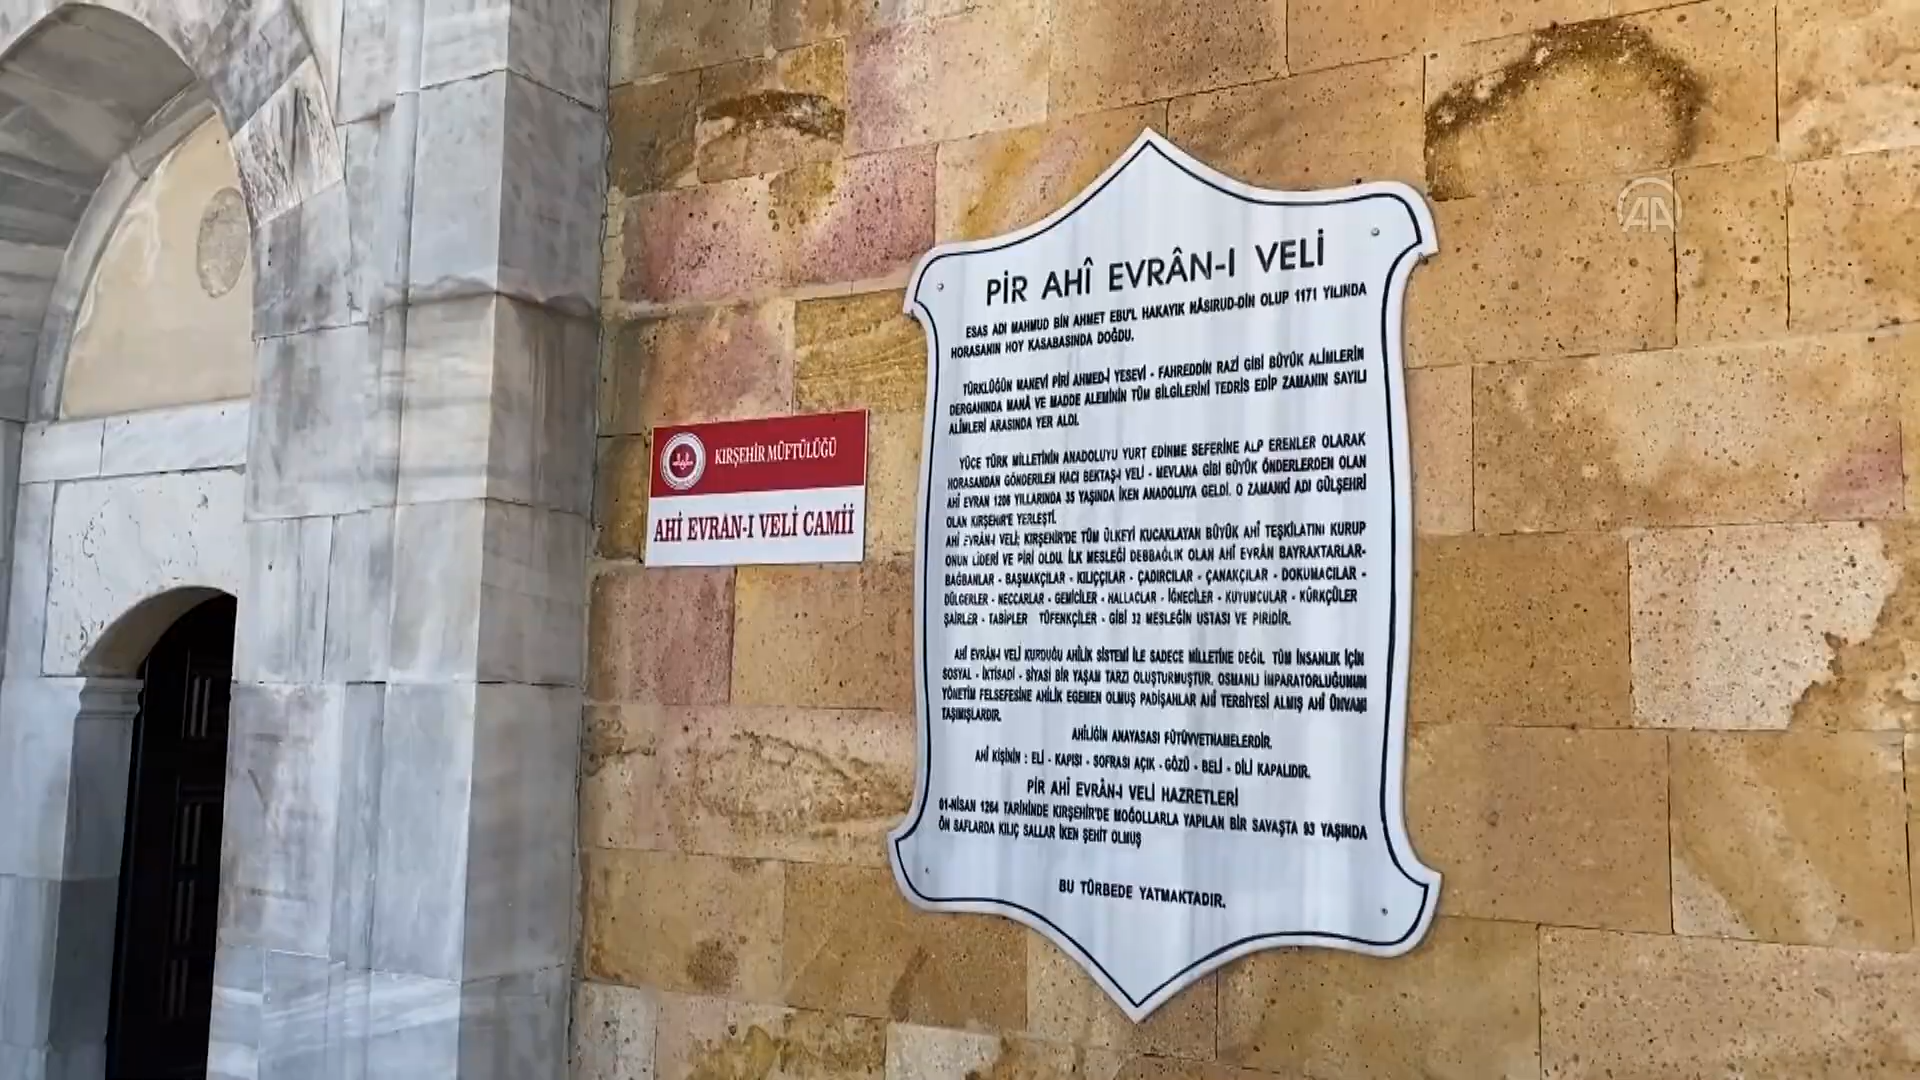 KIRŞEHİR MÜFTÜLÜĞÜ
AHİ EVRAN-I VELİ CAMİİ
PİR AHÎ EVRÂN-I VELİ
ESAS ADI MAHMUD BİN AHMET EBU'L HAKAYIK NÂSIRUD-DİN OLUP 1171 YILINDA
HORASANIN HOY KASABASINDA DOĞDU.
TÜRKLÜĞÜN MANEVİ PİRİ AHMED-İ YESEVİ - FAHREDDİN RAZİ GİBİ BÜYÜK ALİMLERİN
DERGAHINDA MANÂ VE MADDE ALEMİNİN TÜM BİLGİLERİNİ TEDRİS EDİP ZAMANIN SAYILI
ALİMLERİ ARASINDA YER ALDI.
YÜCE TÜRK MİLLETİNİN ANADOLUYU YURT EDİNME SEFERİNE ALP ERENLER OLARAK
HORASANDAN GÖNDERİLEN HACI BEKTAŞ-I VELİ - MEVLANA GİBİ BÜYÜK ÖNDERLERDEN OLAN
AHİ EVRAN 1206 YILLARINDA 35 YAŞINDA İKEN ANADOLUYA GELDİ. O ZAMANKİ ADI GÜLŞEHRİ
OLAN KIRŞEHİR'E YERLEŞTİ.
AHİ EVRÂN-I VELİ; KIRŞEHİR'DE TÜM ÜLKEYİ KUCAKLAYAN BÜYÜK AHİ TEŞKİLATINI KURUP
ONUN LİDERİ VE PİRİ OLDU. İLK MESLEĞİ DEBBAĞLIK OLAN AHİ EVRÂN BAYRAKTARLAR-
BAĞBANLAR - BAŞMAKÇILAR - KILIÇÇILAR - ÇADIRCILAR - ÇANAKÇILAR - DOKUMACILAR -
DÜLGERLER - NECCARLAR - GEMİCİLER - HALLAÇLAR - İĞNECİLER - KUYUMCULAR - KÜRKÇÜLER
ŞAİRLER - TABİPLER TÜFENKÇİLER - GİBİ 32 MESLEĞİN USTASI VE PİRİDİR.
AHİ EVRÂN-I VELİ KURDUĞU AHİLİK SİSTEMİ İLE SADECE MİLLETİNE DEĞİL TÜM İNSANLIK İÇİN
SOSYAL - İKTİSADİ - SİYASİ BİR YAŞAM TARZI OLUŞTURMUŞTUR. OSMANLI İMPARATORLUĞUNUN
YÖNETİM FELSEFESİNE AHİLİK EGEMEN OLMUŞ PADİŞAHLAR AHİ TERBİYESİ ALMIŞ AHİ ÜNVANI
TAŞIMIŞLARDIR.
AHİLİĞİN ANAYASASI FÜTÜVVETNAMELERDİR.
AHİ KİŞİNİN : ELİ - KAPISI - SOFRASI AÇIK - GÖZÜ - BELİ - DİLİ KAPALIDIR.
PİR AHÎ EVRÂN-I VELİ HAZRETLERİ
01-NİSAN 1264 TARİHİNDE KIRŞEHİR'DE MOĞOLLARLA YAPILAN BİR SAVAŞTA 93 YAŞINDA
ÖN SAFLARDA KILIÇ SALLAR İKEN ŞEHİT OLMUŞ
BU TÜRBEDE YATMAKTADIR.
AA